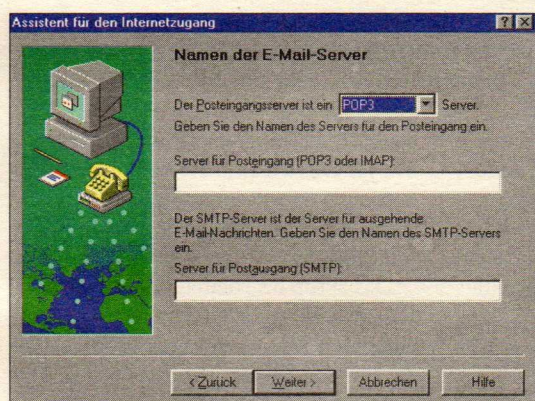 Assistent für den Internetzugang
Namen der E-Mail-Server
Der Posteingangsserver ist ein POP3 Server.
Geben Sie den Namen des Servers für den Posteingang ein.
Server für Posteingang (POP3 oder IMAP):
Der SMTP-Server ist der Server für ausgehende
E-Mail-Nachrichten. Geben Sie den Namen des SMTP-Servers
ein.
Server für Postausgang (SMTP):
< Zurück Weiter > Abbrechen Hilfe